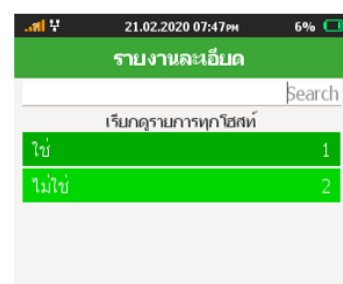 21.02.2020 07:47PM 6%
รายงานละเอียด
Search
เรียกดูรายการทุกโฮสท์
ใช่ 1
ไม่ใช่ 2